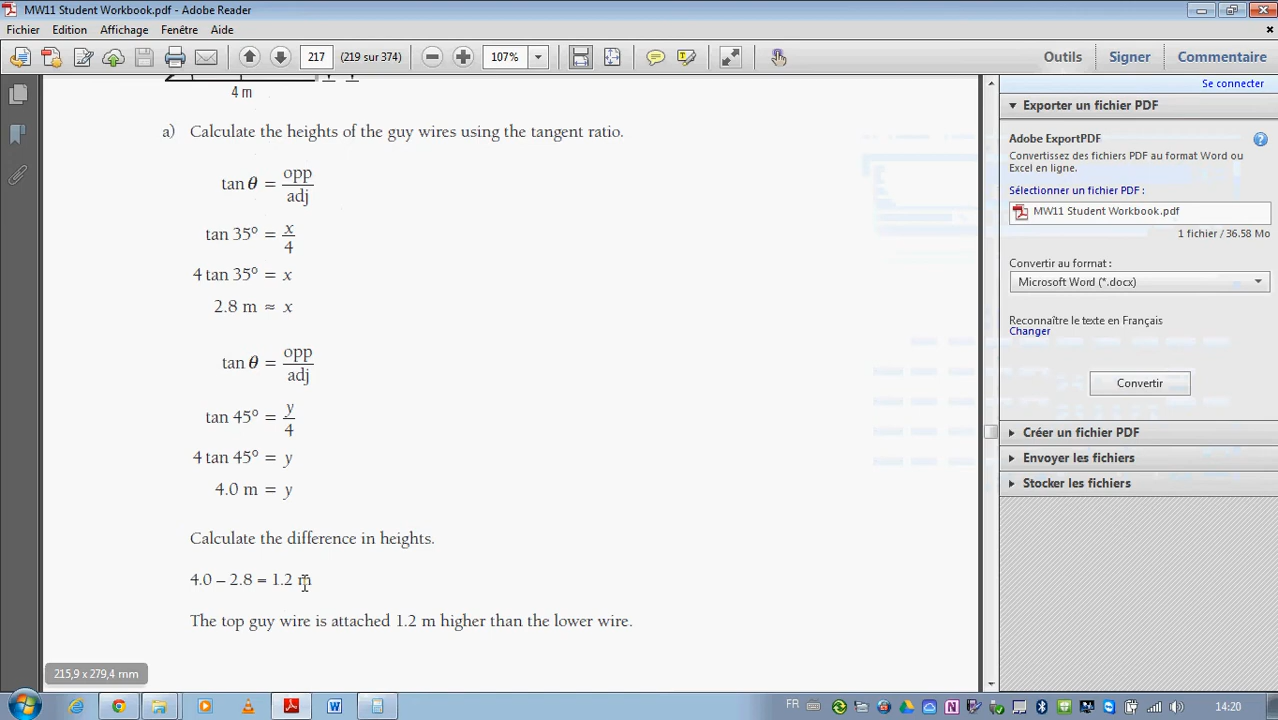 MW11 Student Workbook.pdf - Adobe Reader
Fichier Edition Affichage Fenêtre Aide
217 (219 sur 374) 107% Outils Signer Commentaire
Se connecter
4 m
a) Calculate the heights of the guy wires using the tangent ratio.
tan θ = opp/adj
tan 35° = x/4
4 tan 35° = x
2.8 m ≈ x
tan θ = opp/adj
tan 45° = y/4
4 tan 45° = y
4.0 m = y
Calculate the difference in heights.
4.0 – 2.8 = 1.2 m
The top guy wire is attached 1.2 m higher than the lower wire.
215,9 x 279,4 mm
Exporter un fichier PDF
Adobe ExportPDF
Convertissez des fichiers PDF au format Word ou
Excel en ligne.
Sélectionner un fichier PDF :
MW11 Student Workbook.pdf
1 fichier / 36.58 Mo
Convertir au format :
Microsoft Word (*.docx)
Reconnaître le texte en Français
Changer
Convertir
Créer un fichier PDF
Envoyer les fichiers
Stocker les fichiers
FR 14:20